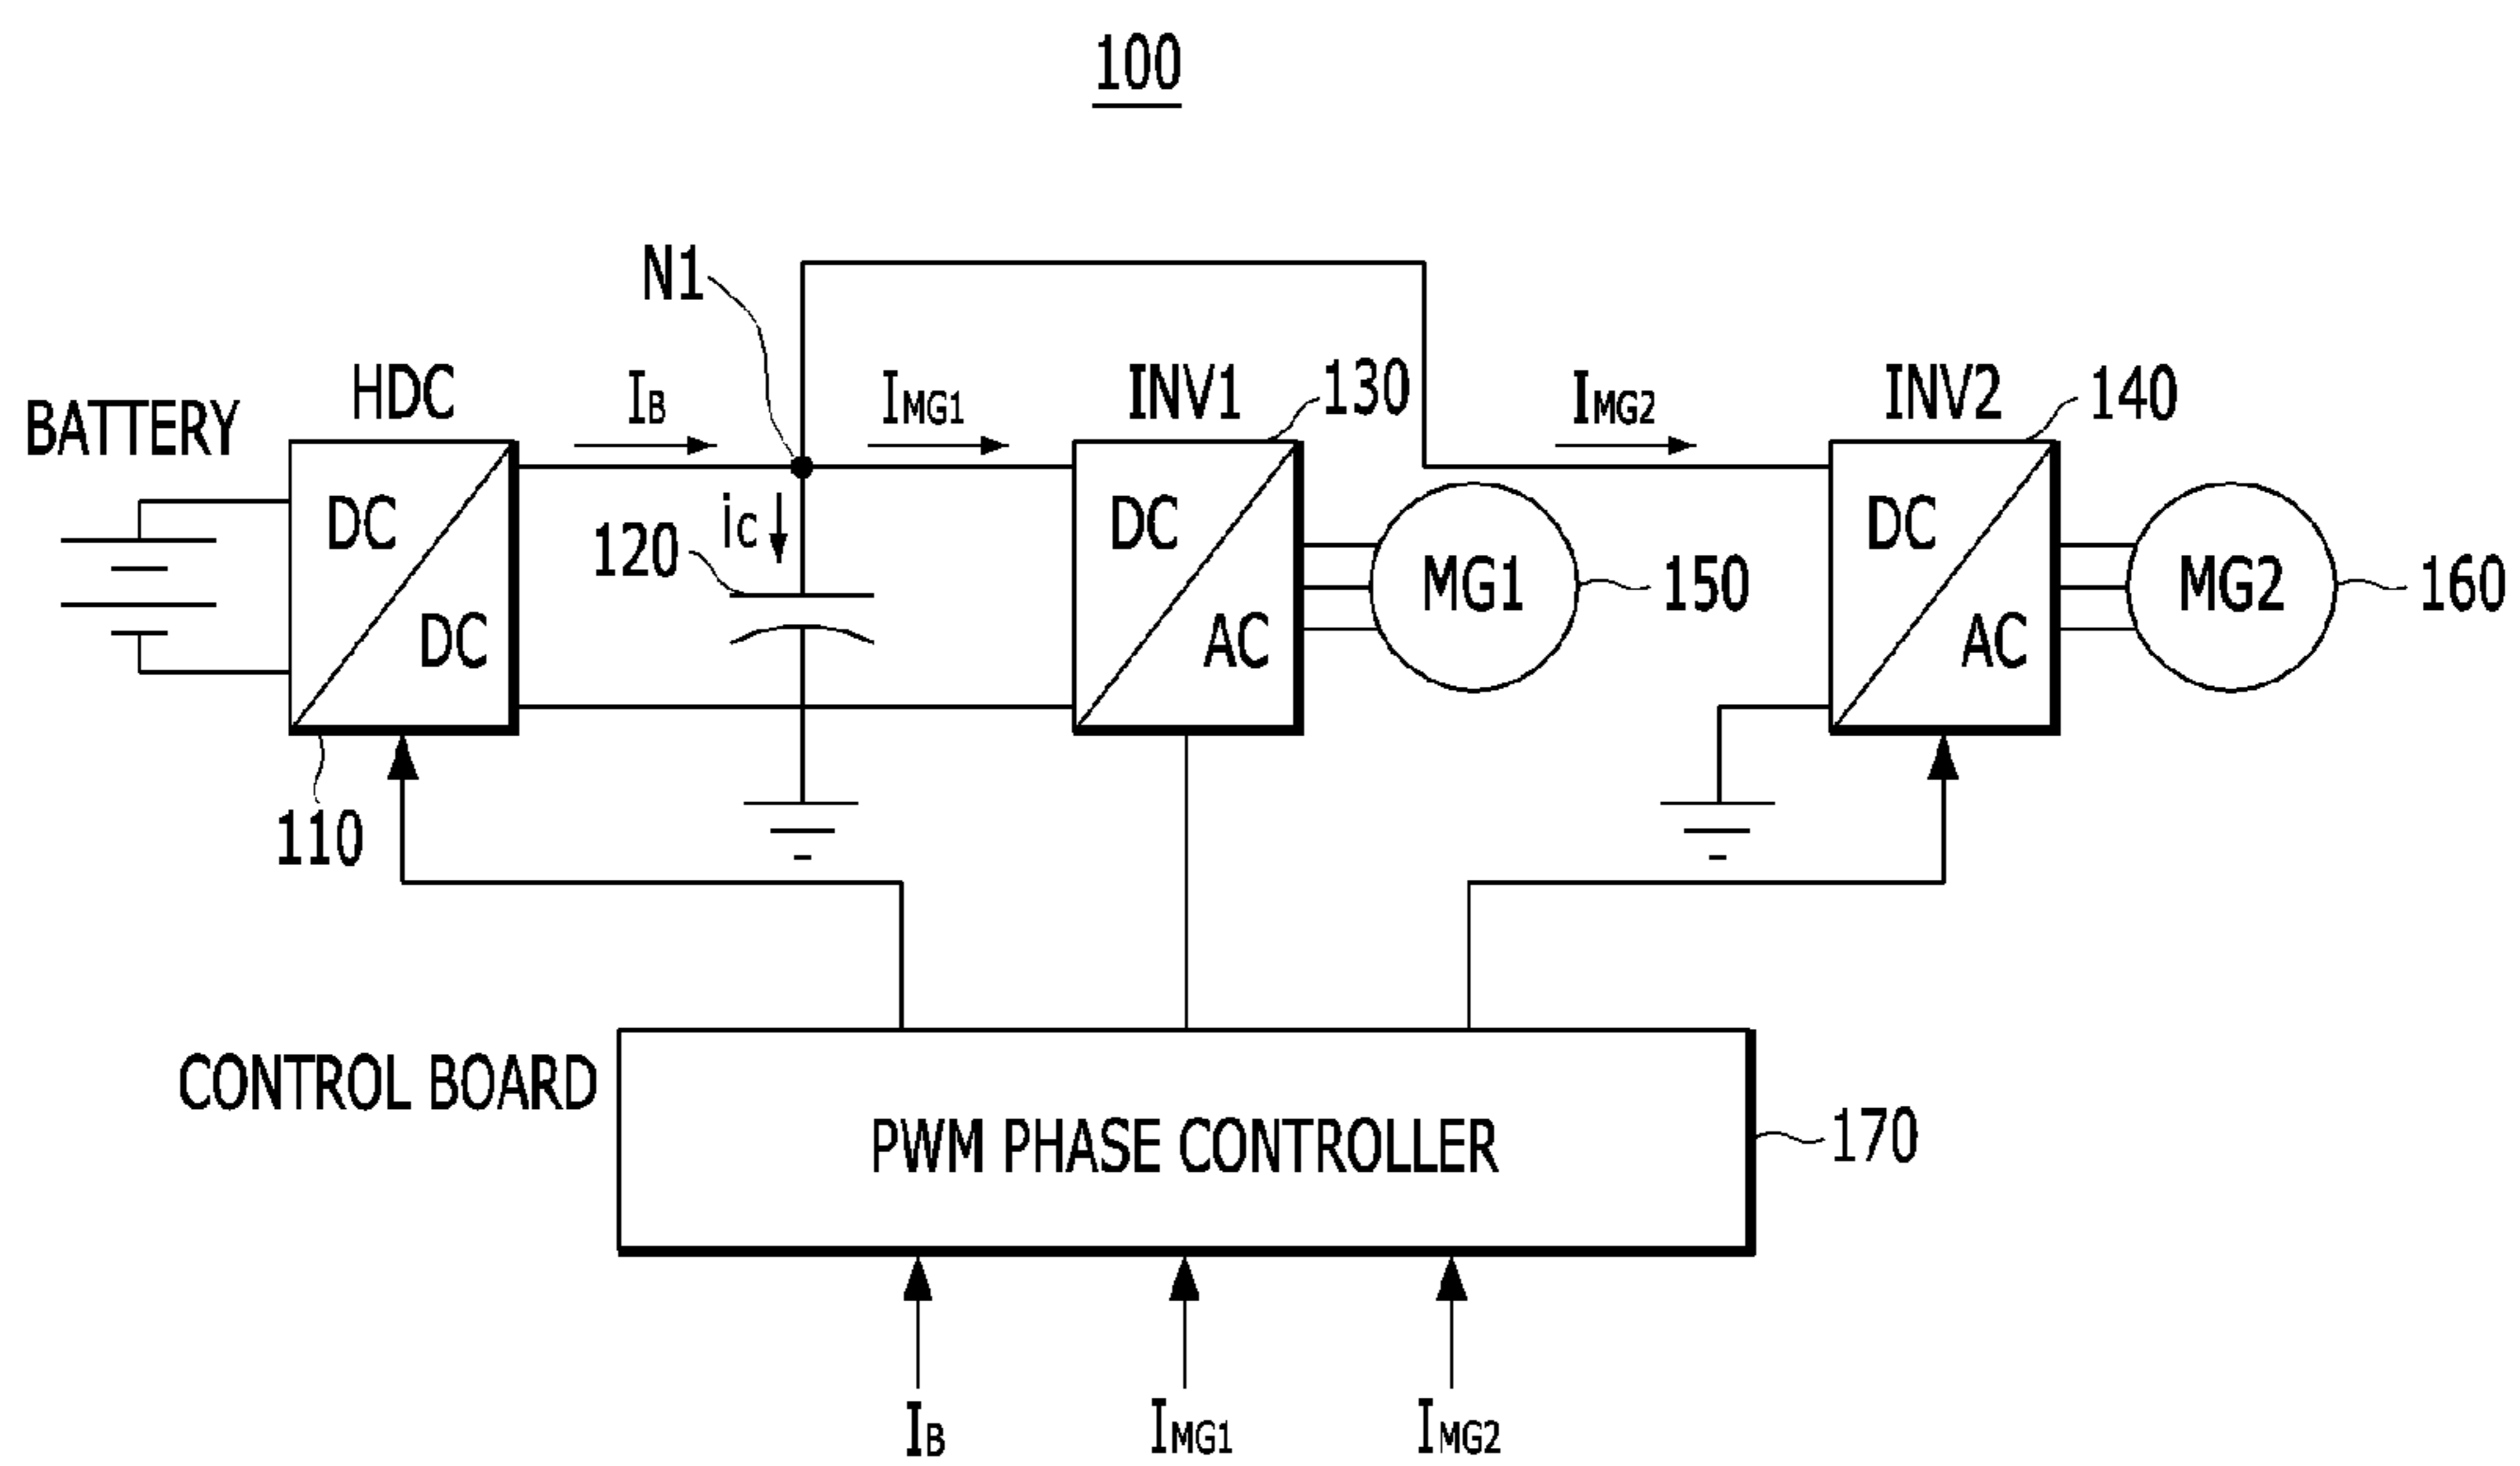 100
N1
BATTERY
HDC
IB
IMG1
INV1
130
IMG2
INV2
140
DC
DC
ic
120
DC
AC
MG1
150
DC
AC
MG2
160
110
CONTROL BOARD
PWM PHASE CONTROLLER
170
IB
IMG1
IMG2